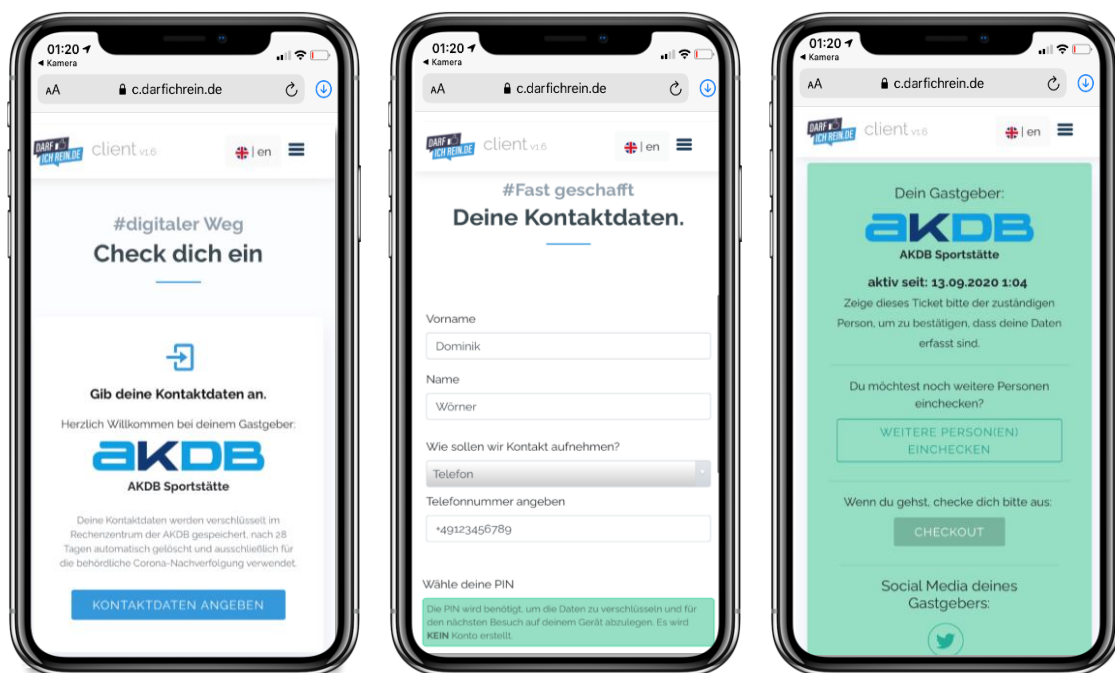 01:20
Kamera
AA c.darfichrein.de
DARF
ICH REIN.DE
client v1.6
| en
#digitaler Weg
Check dich ein
Gib deine Kontaktdaten an.
Herzlich Willkommen bei deinem Gastgeber:
AKDB
AKDB Sportstätte
Deine Kontaktdaten werden verschlüsselt im
Rechenzentrum der AKDB gespeichert, nach 28
Tagen automatisch gelöscht und ausschließlich für
die behördliche Corona-Nachverfolgung verwendet.
KONTAKTDATEN ANGEBEN
01:20
Kamera
AA c.darfichrein.de
DARF
ICH REIN.DE
client v1.6
| en
#Fast geschafft
Deine Kontaktdaten.
Vorname
Dominik
Name
Wörner
Wie sollen wir Kontakt aufnehmen?
Telefon
Telefonnummer angeben
+49123456789
Wähle deine PIN
Die PIN wird benötigt, um die Daten zu verschlüsseln und für
den nächsten Besuch auf deinem Gerät abzulegen. Es wird
KEIN Konto erstellt.
01:20
Kamera
AA c.darfichrein.de
DARF
ICH REIN.DE
client v1.6
| en
Dein Gastgeber:
AKDB
AKDB Sportstätte
aktiv seit: 13.09.2020 1:04
Zeige dieses Ticket bitte der zuständigen
Person, um zu bestätigen, dass deine Daten
erfasst sind.
Du möchtest noch weitere Personen
einchecken?
WEITERE PERSON(EN)
EINCHECKEN
Wenn du gehst, checke dich bitte aus:
CHECKOUT
Social Media deines
Gastgebers: